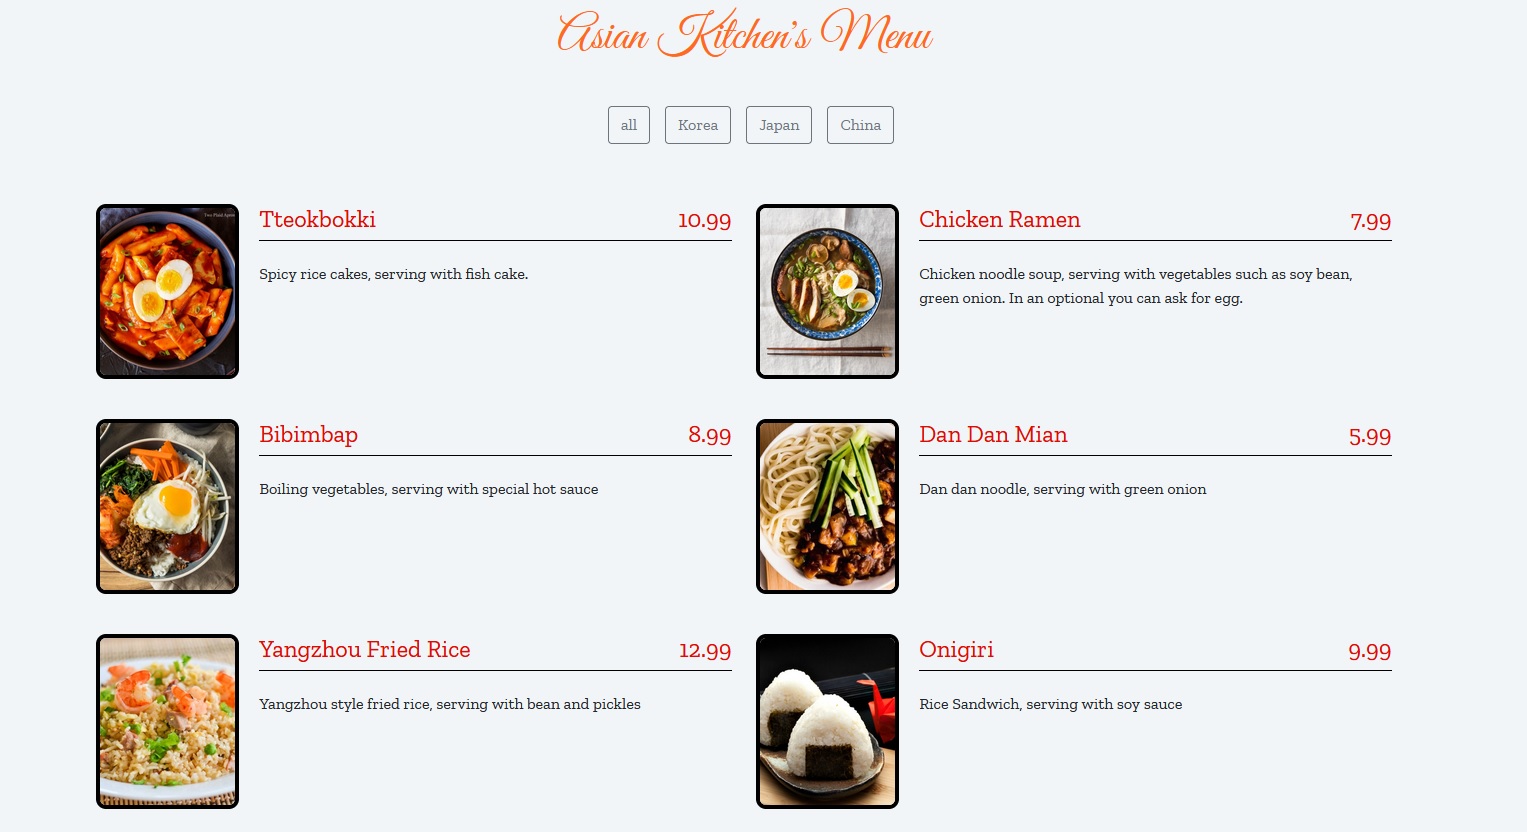 Asian Kitchen's Menu
all
Korea
Japan
China
Tteokbokki 10.99
Spicy rice cakes, serving with fish cake.
Chicken Ramen 7.99
Chicken noodle soup, serving with vegetables such as soy bean,
green onion. In an optional you can ask for egg.
Bibimbap 8.99
Boiling vegetables, serving with special hot sauce
Dan Dan Mian 5.99
Dan dan noodle, serving with green onion
Yangzhou Fried Rice 12.99
Yangzhou style fried rice, serving with bean and pickles
Onigiri 9.99
Rice Sandwich, serving with soy sauce